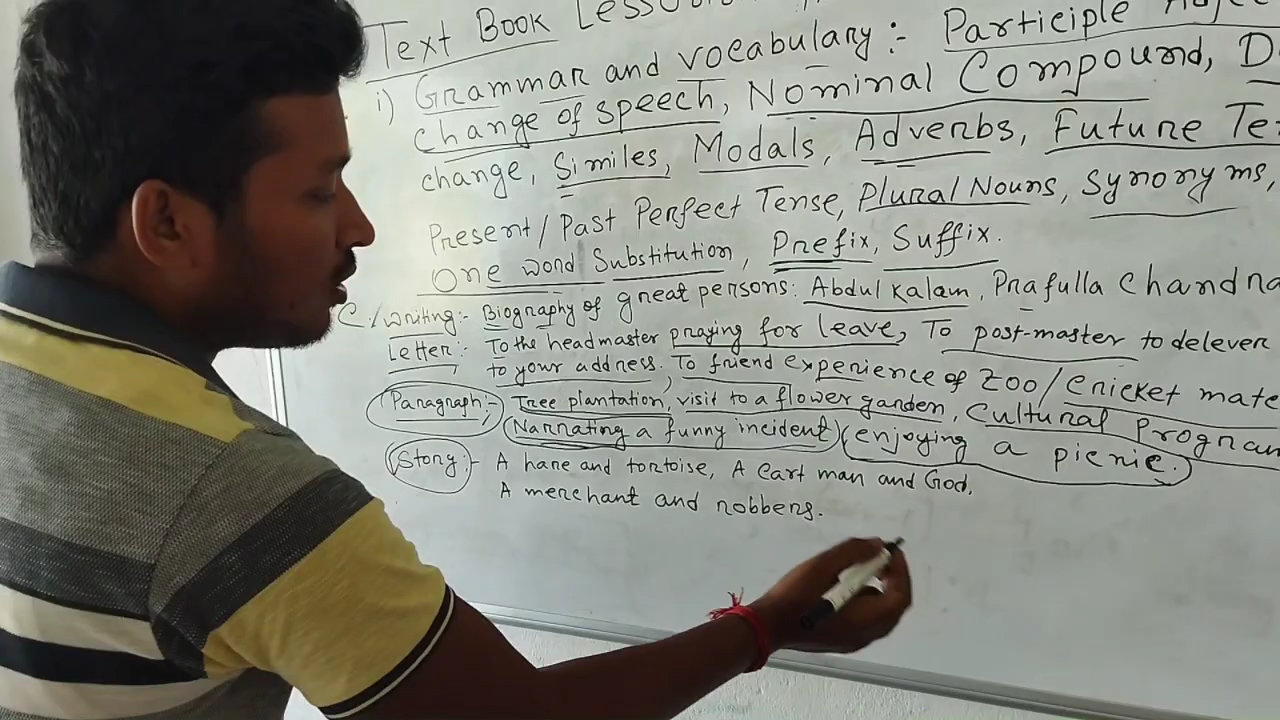 Text Book Lesson
i) Grammar and vocabulary :- Participle
change of speech, Nominal Compound,
change, Similes, Modals, Adverbs, Future
Present / Past Perfect Tense, Plural Nouns, Synonyms,
One word Substitution, Prefix, Suffix.
C. / Writing :- Biography of great persons: Abdul Kalam, Prafulla Chandra
Letter :- To the headmaster praying for leave, To post-master to delever
to your address. To friend experience of Zoo / Cricket
Paragraph :- Tree plantation, visit to a flower garden, Cultural
Narrating a funny incident (enjoying a picnic.)
Story :- A hare and tortoise, A Cart man and God,
A merchant and robbers.